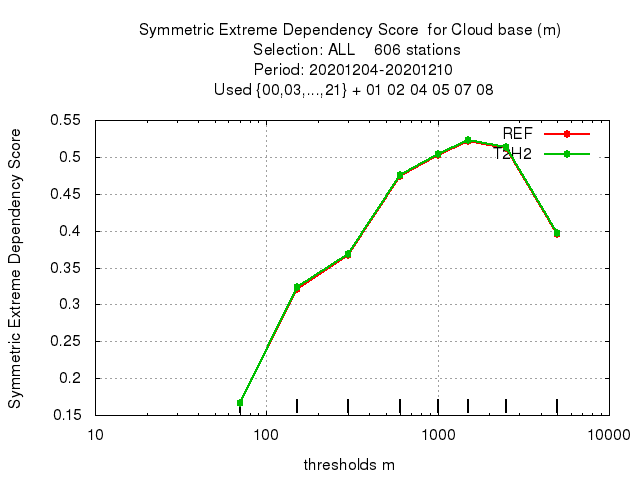 Symmetric Extreme Dependency Score  for Cloud base (m)
Selection: ALL    606 stations
Period: 20201204-20201210
Used {00,03,...,21} + 01 02 04 05 07 08
Symmetric Extreme Dependency Score
0.55
0.5
0.45
0.4
0.35
0.3
0.25
0.2
0.15
REF
T2H2
10
100
1000
10000
thresholds m